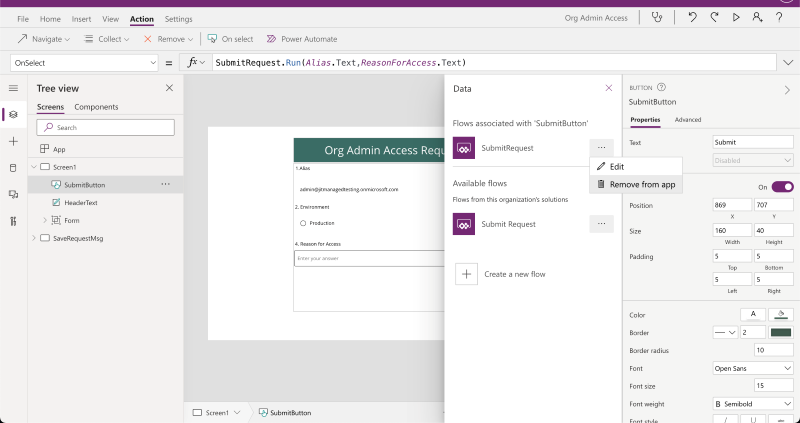 File Home Insert View Action Settings Org Admin Access
Navigate Collect Remove On select Power Automate
OnSelect = fx SubmitRequest.Run(Alias.Text,ReasonForAccess.Text)
Tree view
Screens Components
Search
App
Screen1
SubmitButton
HeaderText
Form
SaveRequestMsg
Org Admin Access Requ
1.Alias
admin@jtmanagedtesting.onmicrosoft.com
2. Environment
Production
4. Reason for Access
Enter your answer
Screen1 SubmitButton
Data
Flows associated with 'SubmitButton'
SubmitRequest
Edit
Remove from app
Available flows
Flows from this organization's solutions
Submit Request
Create a new flow
BUTTON
SubmitButton
Properties Advanced
Text Submit
Disabled
On
Position 869 707
X Y
Size 160 40
Width Height
Padding 5 5
Top Bottom
5 5
Left Right
Color A
Border 2
Border radius 10
Font Open Sans
Font size 15
Font weight B Semibold
Font style / U